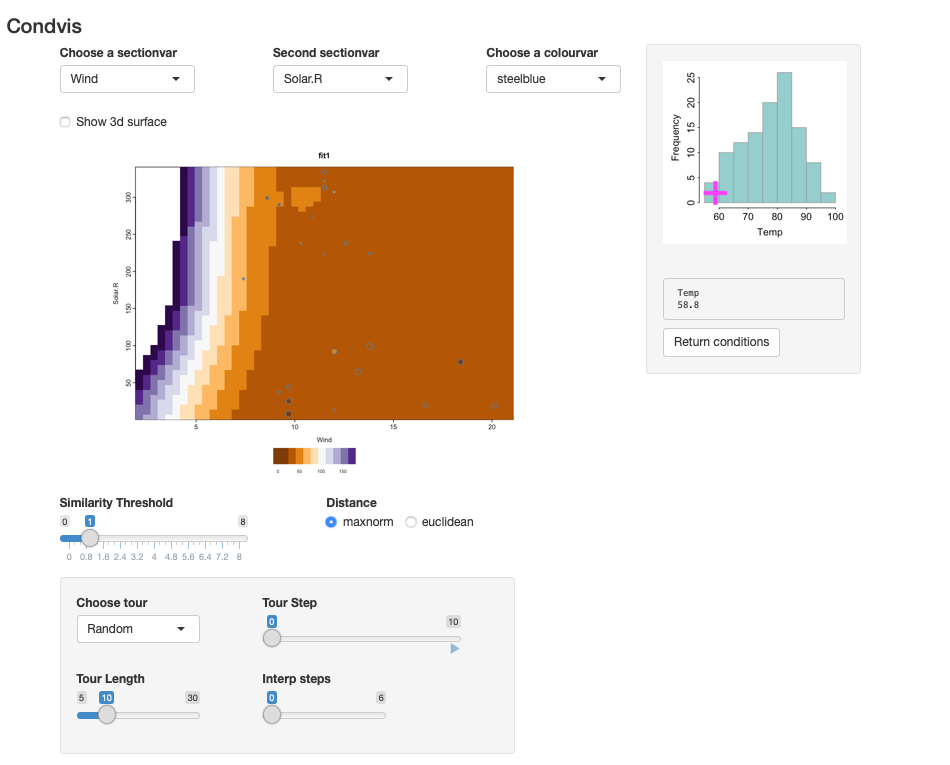 Condvis
Choose a sectionvar
Second sectionvar
Choose a colourvar
Wind
Solar.R
steelblue
Show 3d surface
fit1
Solar.R
300
250
200
150
100
50
5 10 15 20
Wind
0 50 100 150
Frequency
25
20
15
10
5
0
60 70 80 90 100
Temp
Temp
58.8
Return conditions
Similarity Threshold
0 1 8
0 0.8 1.6 2.4 3.2 4 4.8 5.6 6.4 7.2 8
Distance
maxnorm euclidean
Choose tour
Random
Tour Step
0 10
Tour Length
5 10 30
Interp steps
0 6